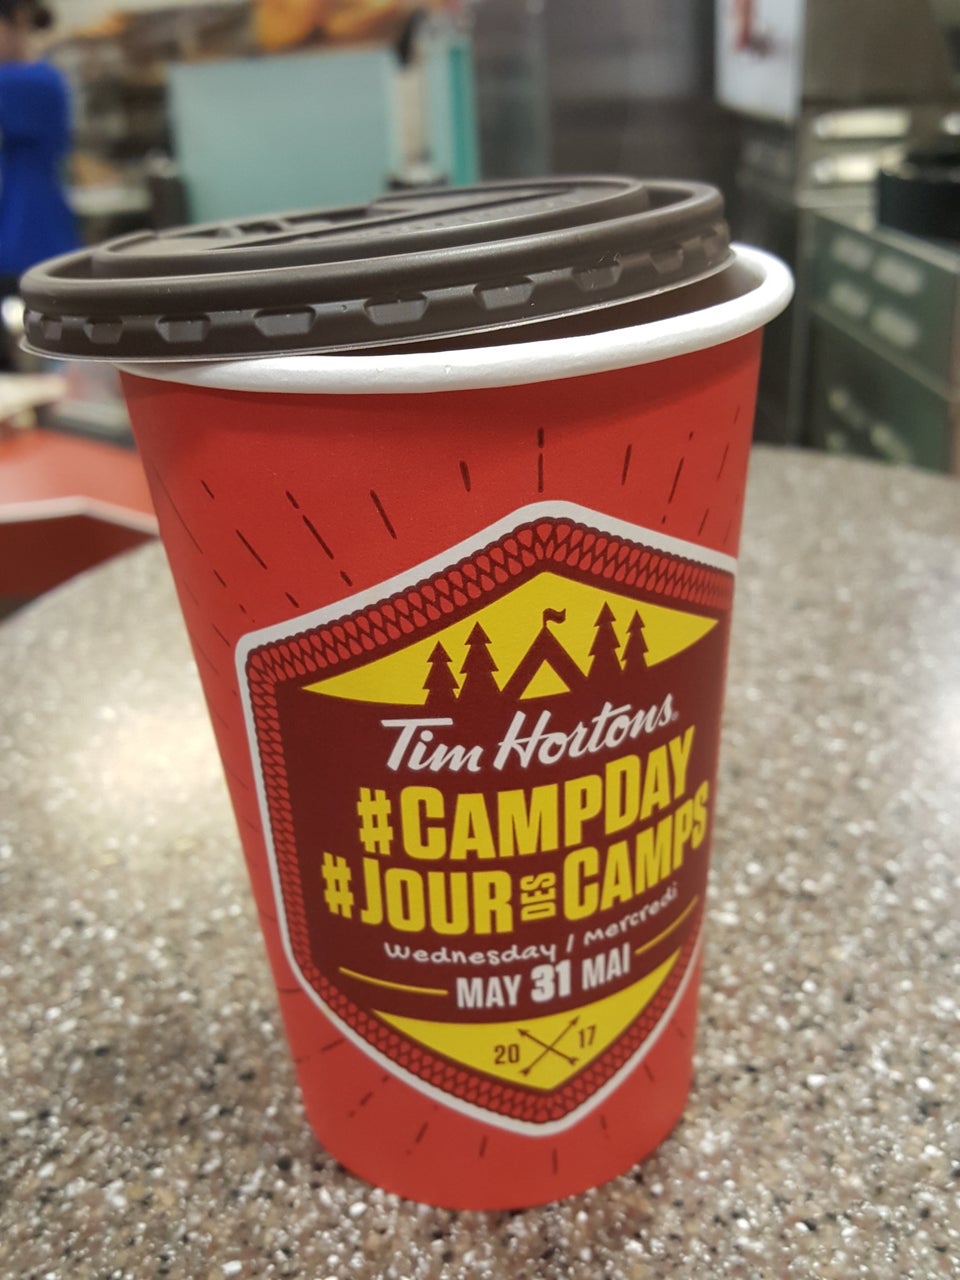 Tim Hortons
#CAMPDAY
#JOUR DES CAMPS
Wednesday / Mercredi
MAY 31 MAI
20 17